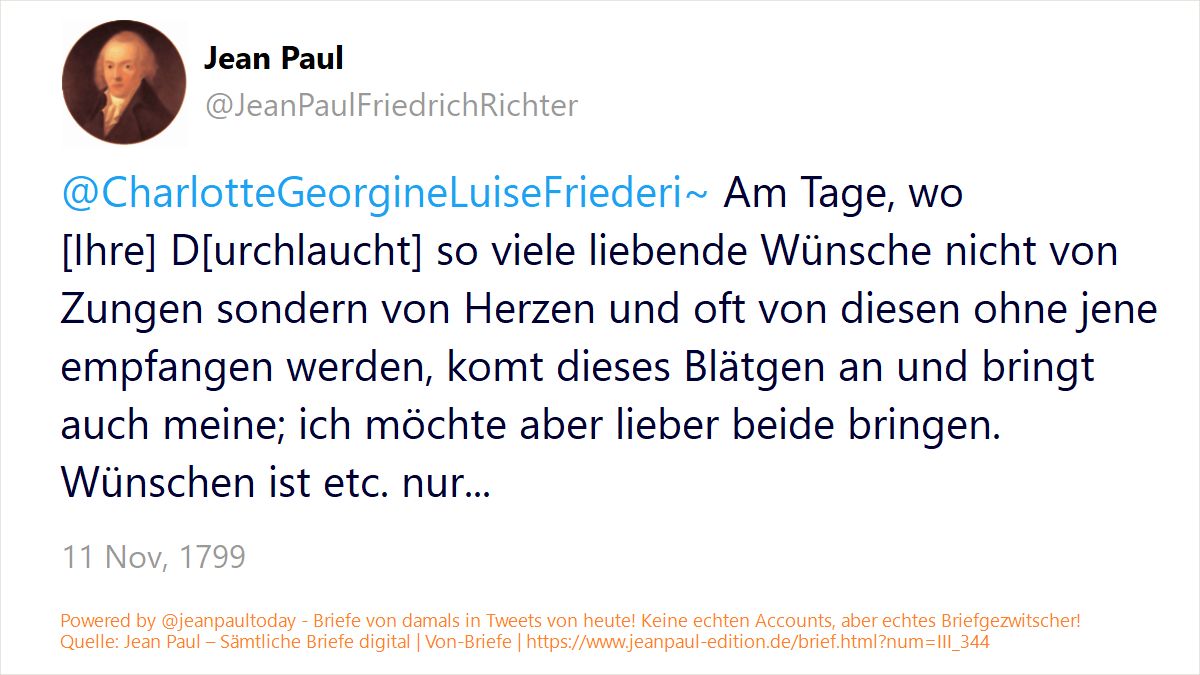 Jean Paul
@JeanPaulFriedrichRichter
@CharlotteGeorgineLuiseFriederi~ Am Tage, wo
[Ihre] D[urchlaucht] so viele liebende Wünsche nicht von
Zungen sondern von Herzen und oft von diesen ohne jene
empfangen werden, komt dieses Blätgen an und bringt
auch meine; ich möchte aber lieber beide bringen.
Wünschen ist etc. nur...
11 Nov, 1799
Powered by @jeanpaultoday - Briefe von damals in Tweets von heute! Keine echten Accounts, aber echtes Briefgezwitscher!
Quelle: Jean Paul – Sämtliche Briefe digital | Von-Briefe | https://www.jeanpaul-edition.de/brief.html?num=III_344